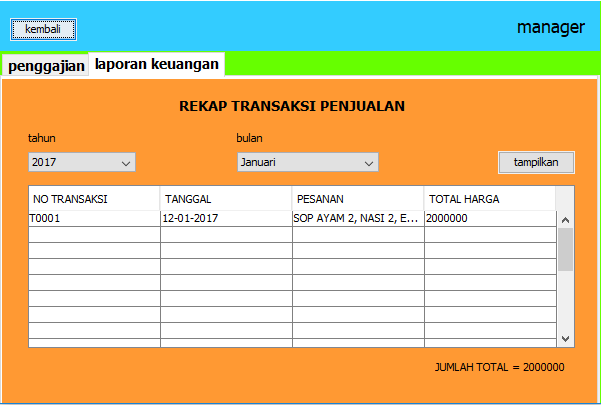 kembali
manager
penggajian laporan keuangan
REKAP TRANSAKSI PENJUALAN
tahun bulan
2017 Januari tampilkan
NO TRANSAKSI TANGGAL PESANAN TOTAL HARGA
T0001 12-01-2017 SOP AYAM 2, NASI 2, E... 2000000
JUMLAH TOTAL = 2000000